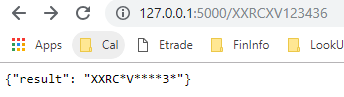 127.0.0.1:5000/XXRCXV123436
Apps Cal Etrade FinInfo LookU
{"result": "XXRC*V****3*"}